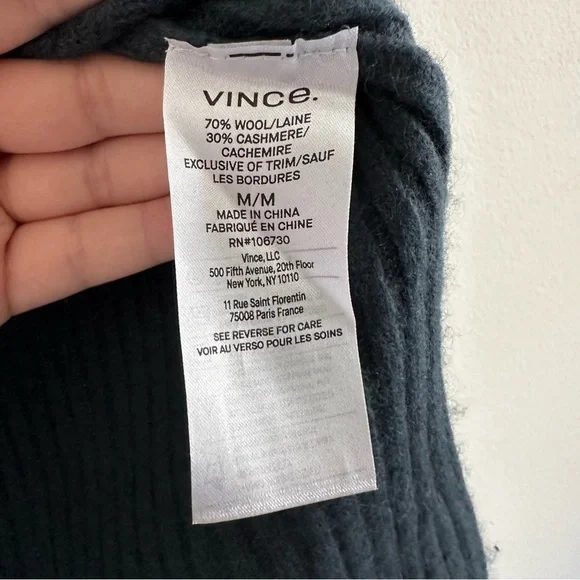 VINCE.
70% WOOL/LAINE
30% CASHMERE/
CACHEMIRE
EXCLUSIVE OF TRIM/SAUF
LES BORDURES
M/M
MADE IN CHINA
FABRIQUÉ EN CHINE
RN#106730
Vince, LLC
500 Fifth Avenue, 20th Floor
New York, NY 10110
11 Rue Saint Florentin
75008 Paris France
SEE REVERSE FOR CARE
VOIR AU VERSO POUR LES SOINS